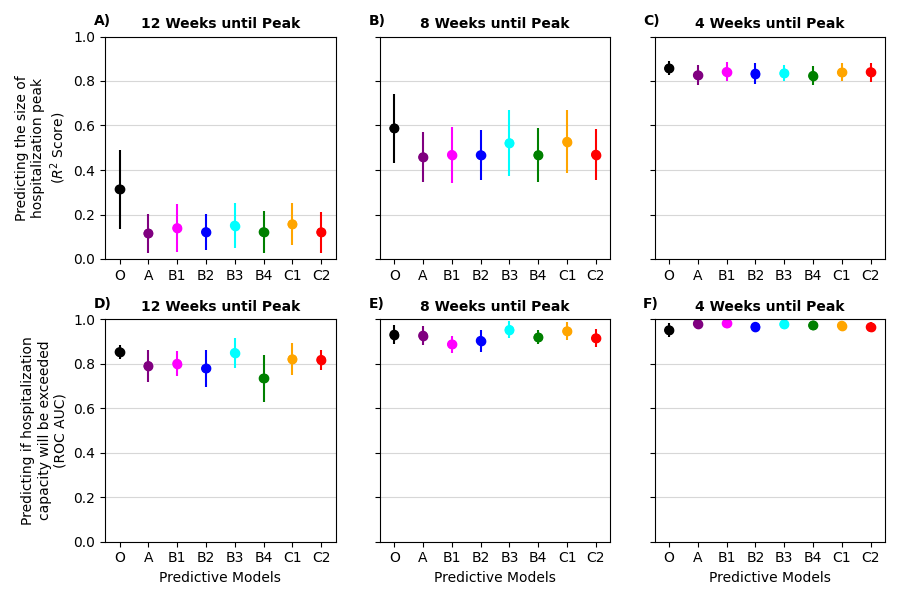 A) 12 Weeks until Peak
B) 8 Weeks until Peak
C) 4 Weeks until Peak
Predicting the size of
hospitalization peak
(R² Score)
1.0
0.8
0.6
0.4
0.2
0.0
O A B1 B2 B3 B4 C1 C2
O A B1 B2 B3 B4 C1 C2
O A B1 B2 B3 B4 C1 C2
D) 12 Weeks until Peak
E) 8 Weeks until Peak
F) 4 Weeks until Peak
Predicting if hospitalization
capacity will be exceeded
(ROC AUC)
1.0
0.8
0.6
0.4
0.2
0.0
O A B1 B2 B3 B4 C1 C2
O A B1 B2 B3 B4 C1 C2
O A B1 B2 B3 B4 C1 C2
Predictive Models
Predictive Models
Predictive Models